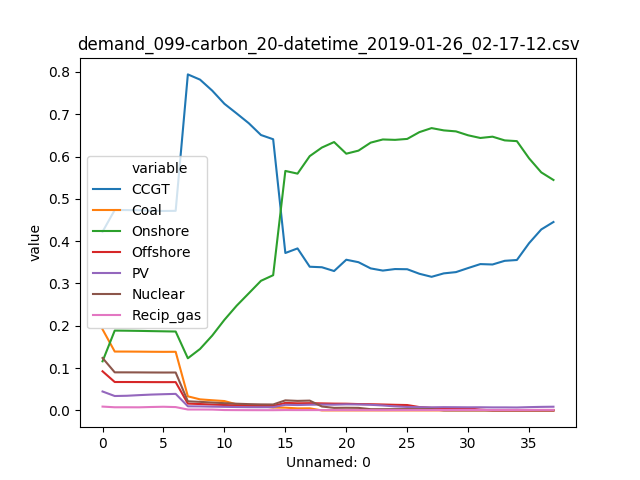 demand_099-carbon_20-datetime_2019-01-26_02-17-12.csv
0.8
0.7
0.6
0.5
0.4
0.3
0.2
0.1
0.0
value
variable
CCGT
Coal
Onshore
Offshore
PV
Nuclear
Recip_gas
0 5 10 15 20 25 30 35
Unnamed: 0